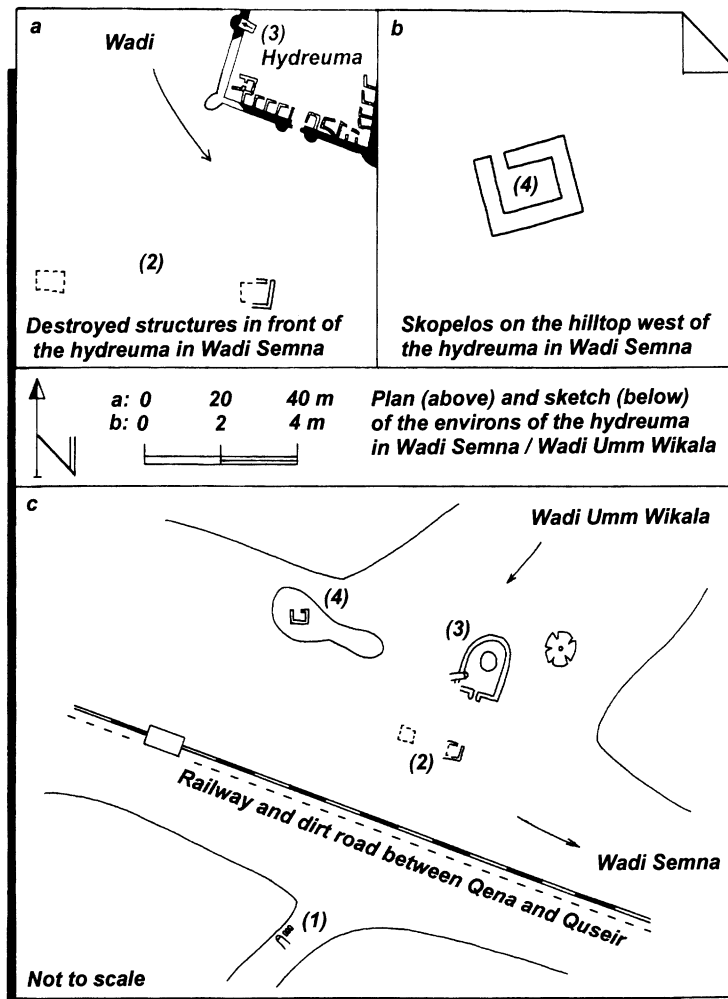 a
Wadi
(3)
Hydreuma
(2)
Destroyed structures in front of
the hydreuma in Wadi Semna
b
(4)
Skopelos on the hilltop west of
the hydreuma in Wadi Semna
N
a: 0 20 40 m
b: 0 2 4 m
Plan (above) and sketch (below)
of the environs of the hydreuma
in Wadi Semna / Wadi Umm Wikala
c
Wadi Umm Wikala
(4)
(3)
(2)
Railway and dirt road between Qena and Quseir
Wadi Semna
(1)
Not to scale